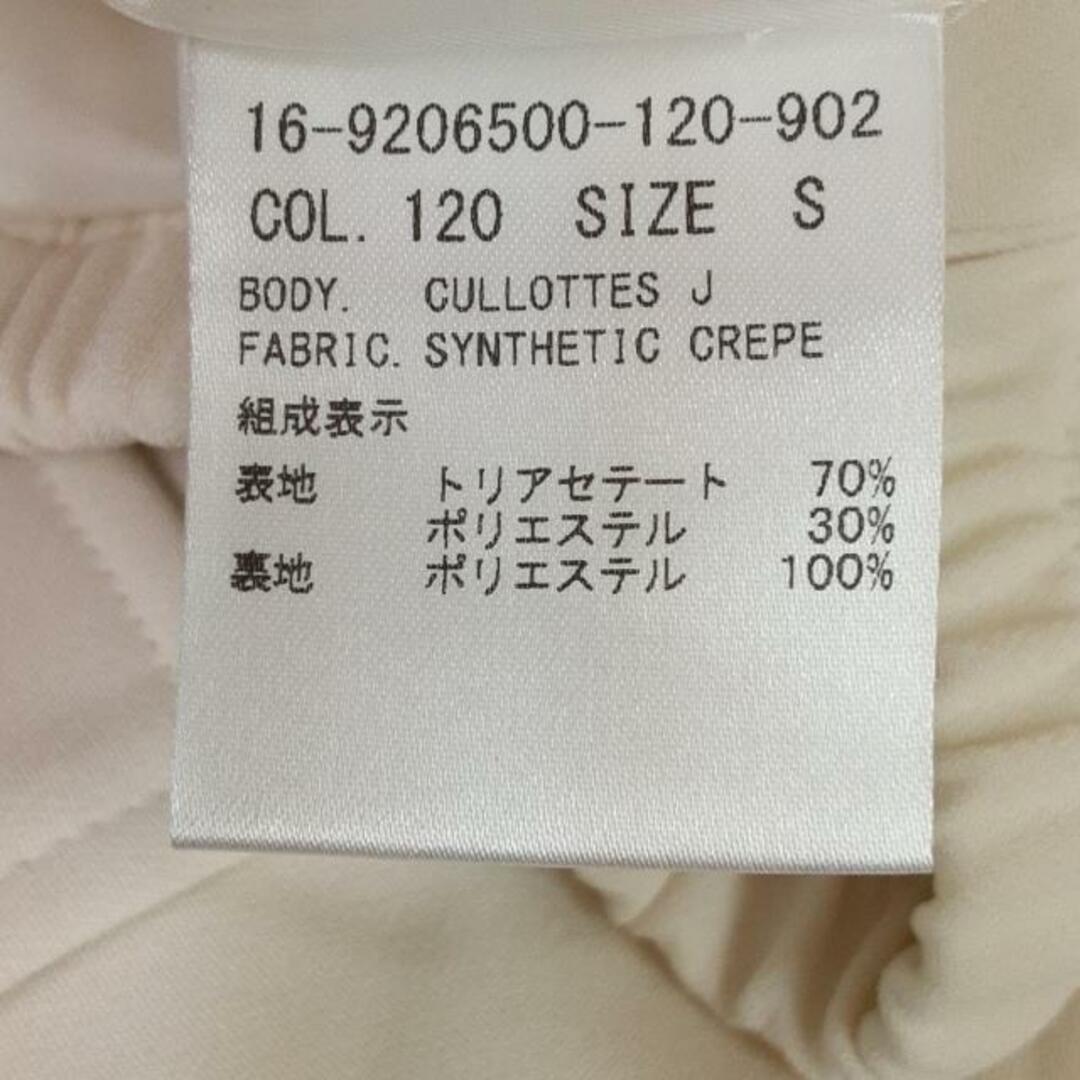 16-9206500-120-902
COL. 120 SIZE S
BODY. CULLOTTES J
FABRIC. SYNTHETIC CREPE
組成表示
表地 トリアセテート 70%
ポリエステル 30%
裏地 ポリエステル 100%